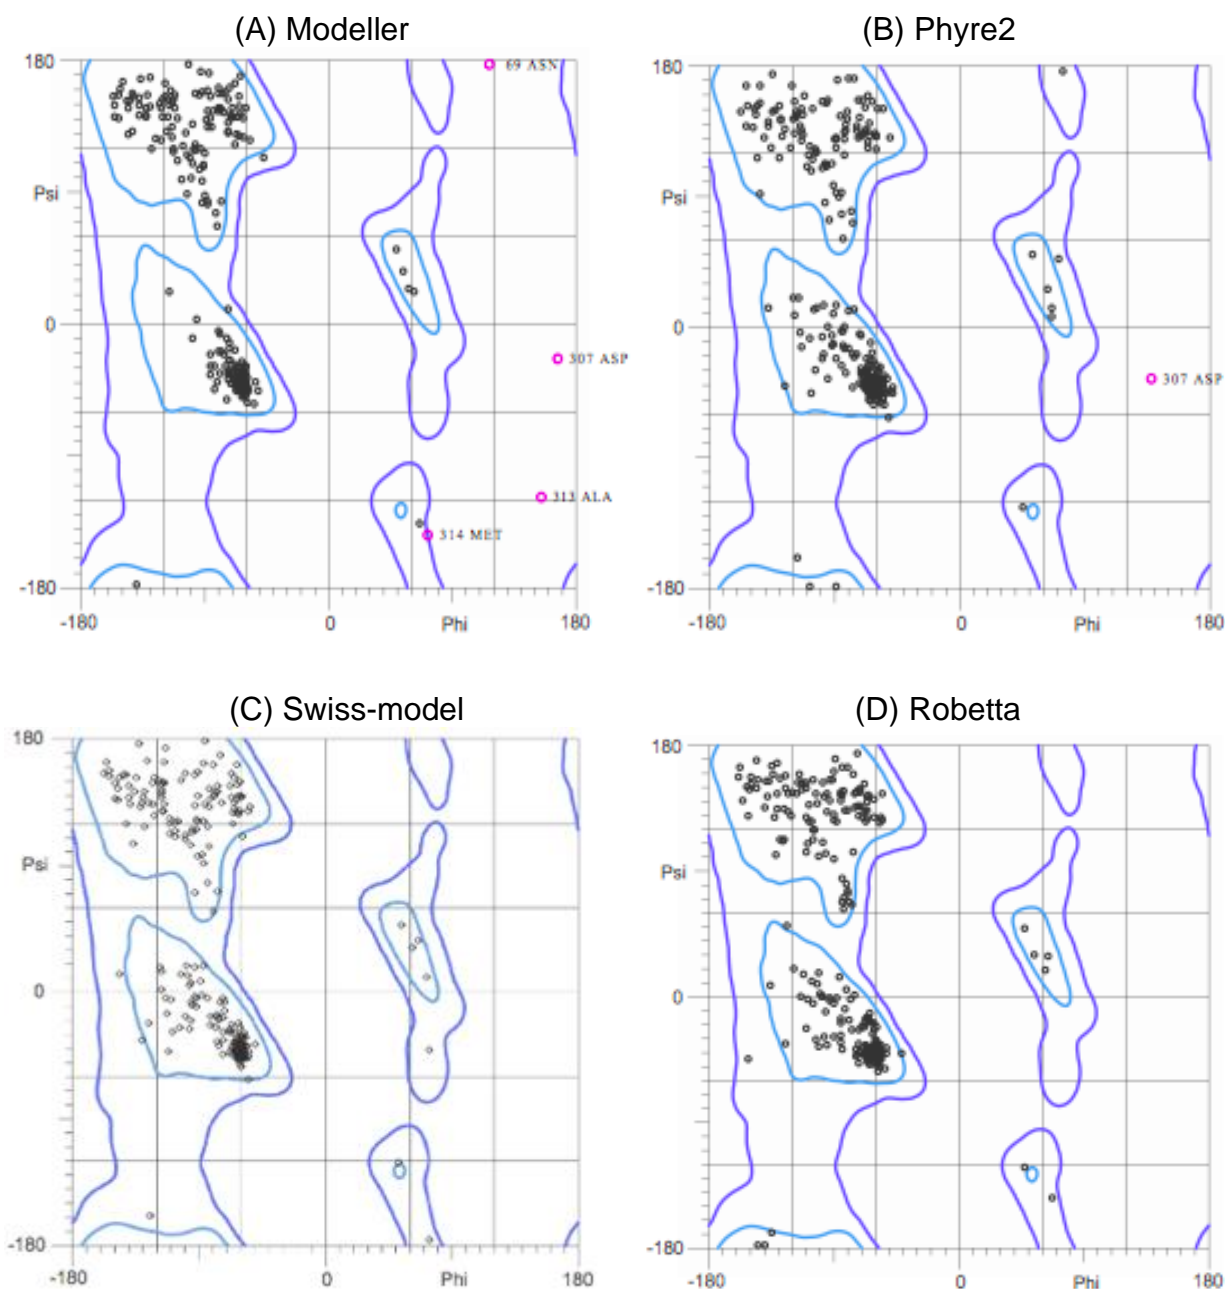 (A) Modeller
(B) Phyre2
180
69 ASN
180
Psi
Psi
0
307 ASP
0
307 ASP
313 ALA
314 MET
-180
-180
-180
0
Phi
180
-180
0
Phi
180
(C) Swiss-model
(D) Robetta
180
180
Psi
Psi
0
0
-180
-180
-180
0
Phi
180
-180
0
Phi
180